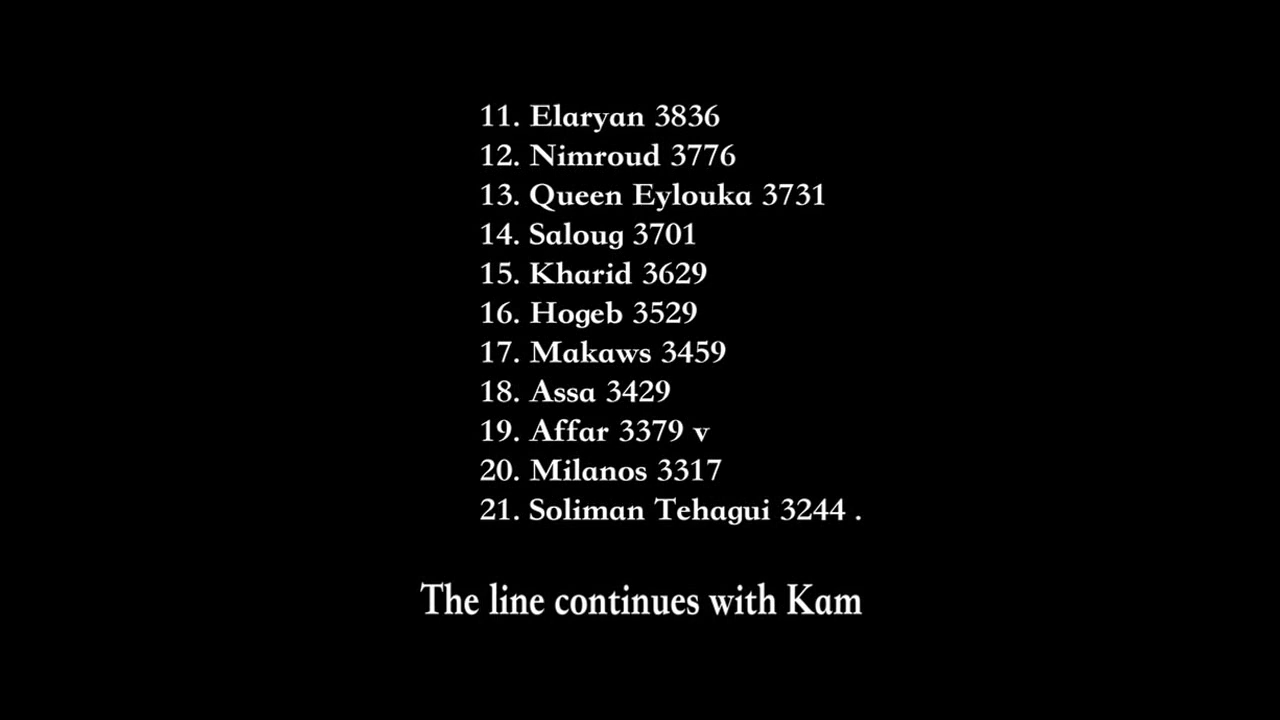 11. Elaryan 3836
12. Nimroud 3776
13. Queen Eylouka 3731
14. Saloug 3701
15. Kharid 3629
16. Hogeb 3529
17. Makaws 3459
18. Assa 3429
19. Affar 3379 v
20. Milanos 3317
21. Soliman Tehagui 3244 .
The line continues with Kam